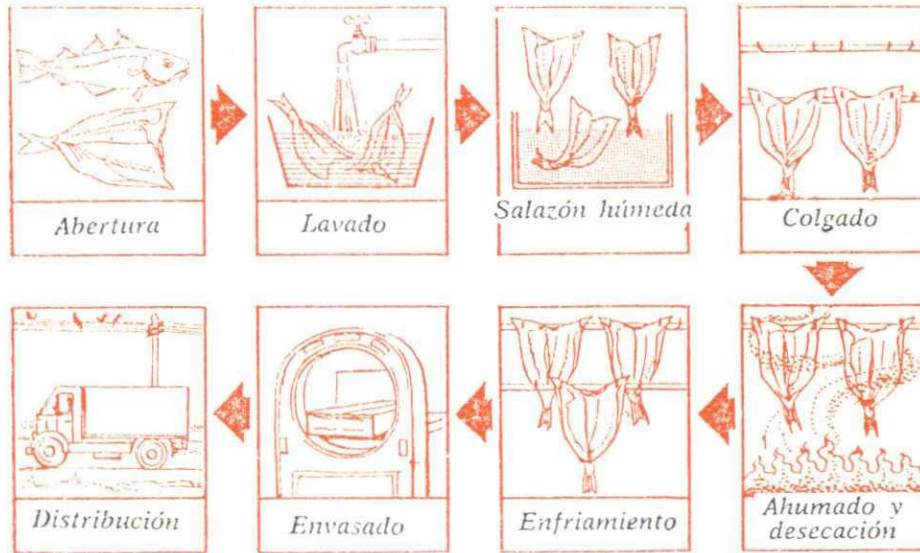 Abertura
Lavado
Salazón húmeda
Colgado
Ahumado y
desecación
Enfriamiento
Envasado
Distribución